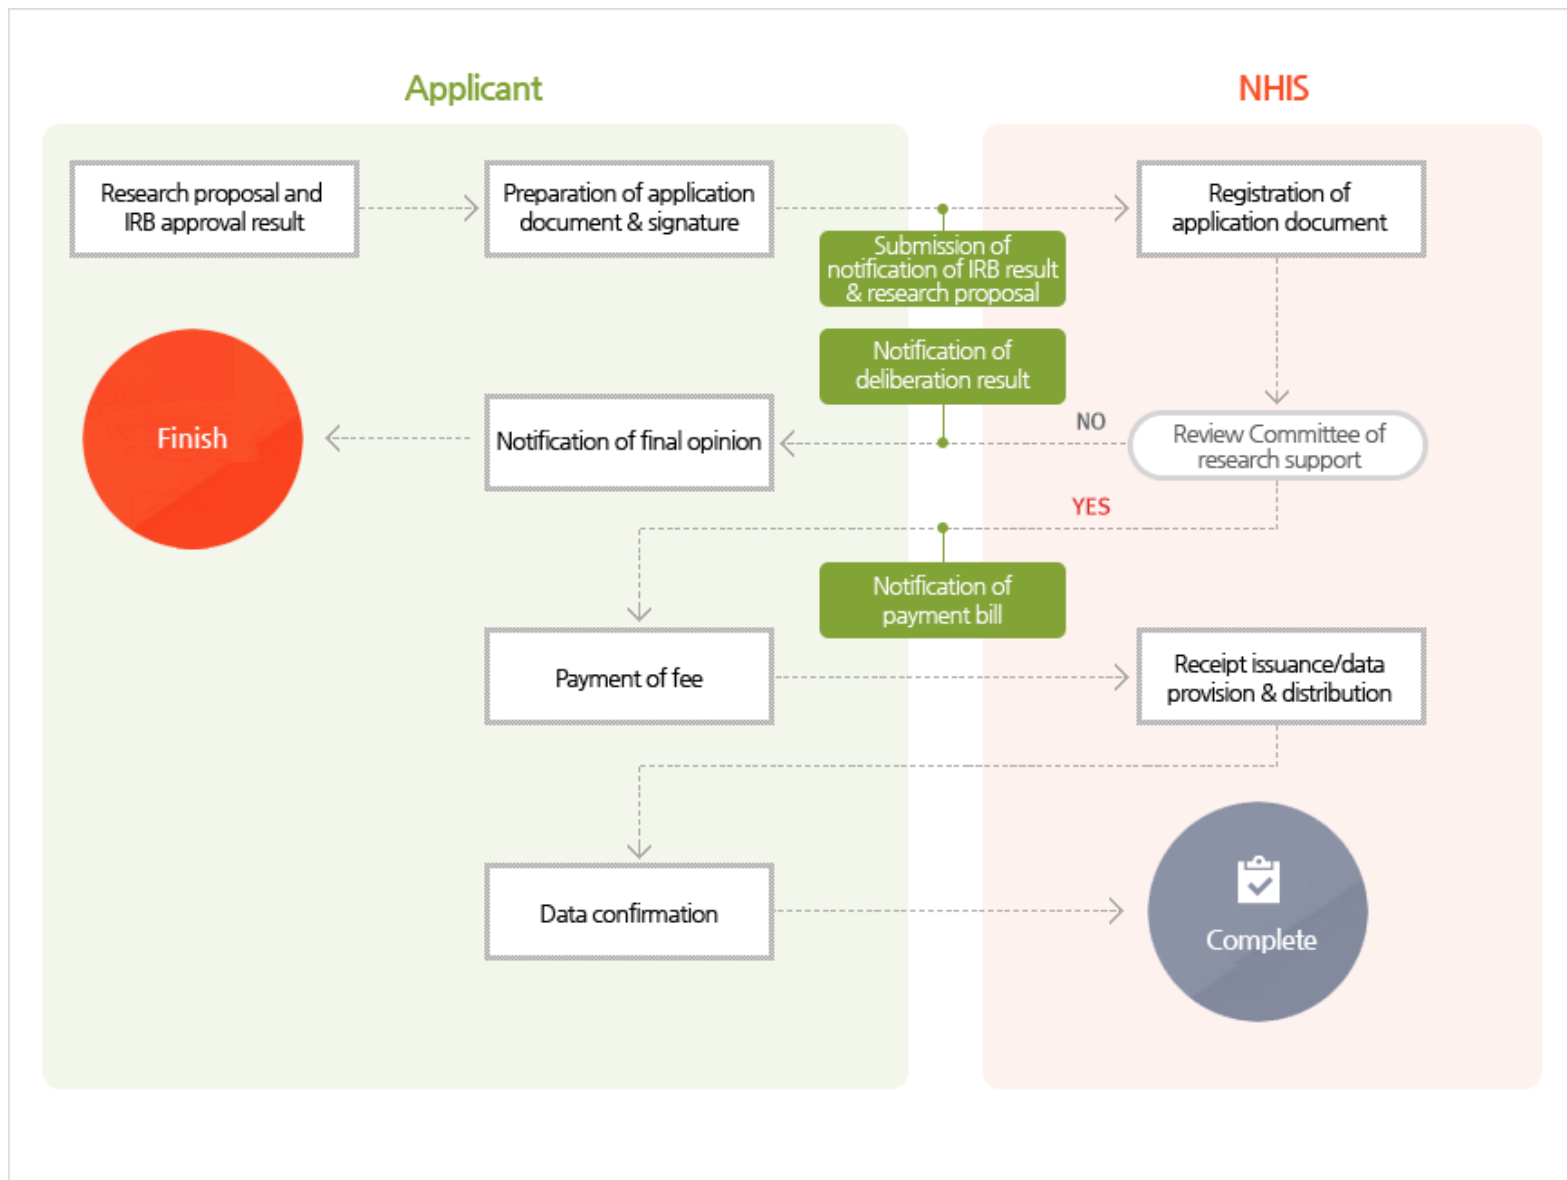 Applicant
NHIS
Research proposal and
IRB approval result
Preparation of application
document & signature
Submission of
notification of IRB result
& research proposal
Registration of
application document
Finish
Notification of final opinion
Notification of
deliberation result
NO
Review Committee of
research support
YES
Notification of
payment bill
Payment of fee
Receipt issuance/data
provision & distribution
Data confirmation
Complete